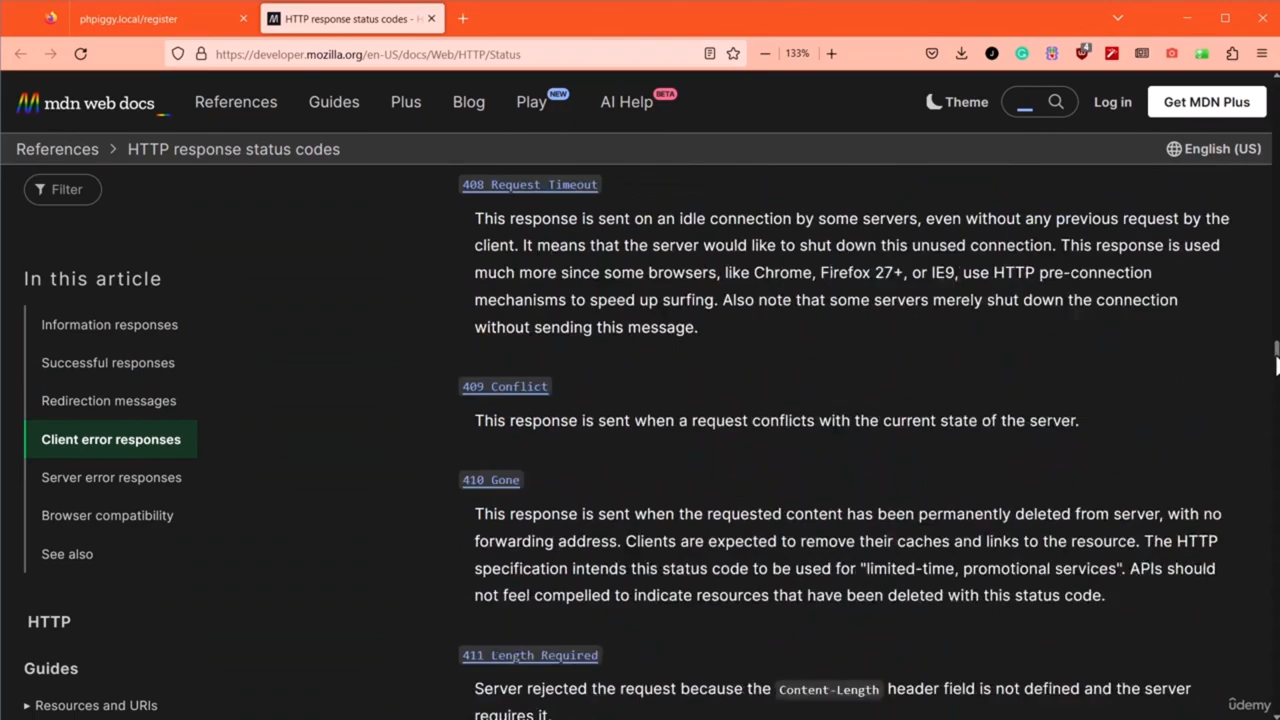 phpiggy.local/register
HTTP response status codes -
https://developer.mozilla.org/en-US/docs/Web/HTTP/Status
133%
4
mdn web docs
References
Guides
Plus
Blog
Play NEW
AI Help BETA
Theme
Log in
Get MDN Plus
References > HTTP response status codes
English (US)
Filter
In this article
Information responses
Successful responses
Redirection messages
Client error responses
Server error responses
Browser compatibility
See also
HTTP
Guides
Resources and URIs
408 Request Timeout
This response is sent on an idle connection by some servers, even without any previous request by the
client. It means that the server would like to shut down this unused connection. This response is used
much more since some browsers, like Chrome, Firefox 27+, or IE9, use HTTP pre-connection
mechanisms to speed up surfing. Also note that some servers merely shut down the connection
without sending this message.
409 Conflict
This response is sent when a request conflicts with the current state of the server.
410 Gone
This response is sent when the requested content has been permanently deleted from server, with no
forwarding address. Clients are expected to remove their caches and links to the resource. The HTTP
specification intends this status code to be used for "limited-time, promotional services". APIs should
not feel compelled to indicate resources that have been deleted with this status code.
411 Length Required
Server rejected the request because the Content-Length header field is not defined and the server
requires it.
ûdemy